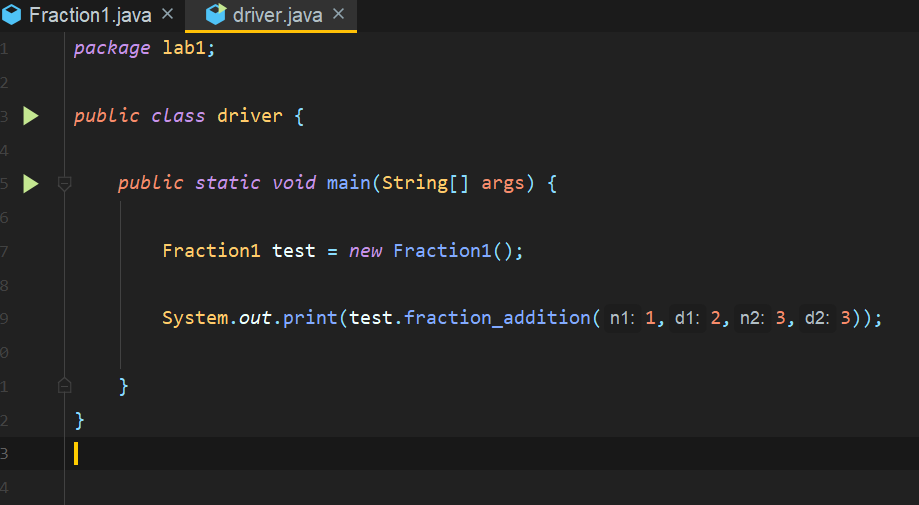 Fraction1.java × driver.java ×
1 package lab1;
2
3 public class driver {
4
5 public static void main(String[] args) {
6
7 Fraction1 test = new Fraction1();
8
9 System.out.print(test.fraction_addition( n1: 1, d1: 2, n2: 3, d2: 3));
0
1 }
2 }
3
4